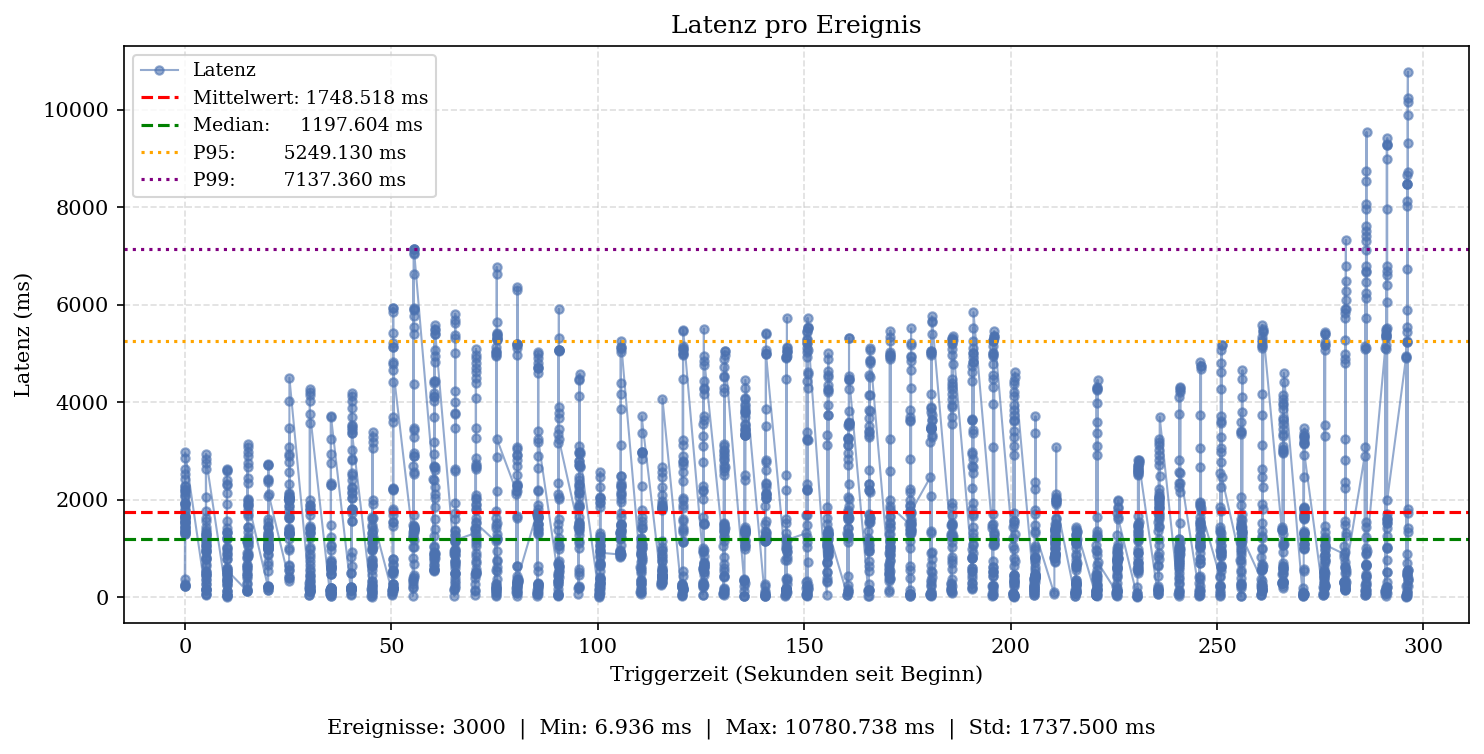 Latenz pro Ereignis
Latenz
Mittelwert: 1748.518 ms
Median: 1197.604 ms
P95: 5249.130 ms
P99: 7137.360 ms
Latenz (ms)
10000
8000
6000
4000
2000
0
0 50 100 150 200 250 300
Triggerzeit (Sekunden seit Beginn)
Ereignisse: 3000 | Min: 6.936 ms | Max: 10780.738 ms | Std: 1737.500 ms